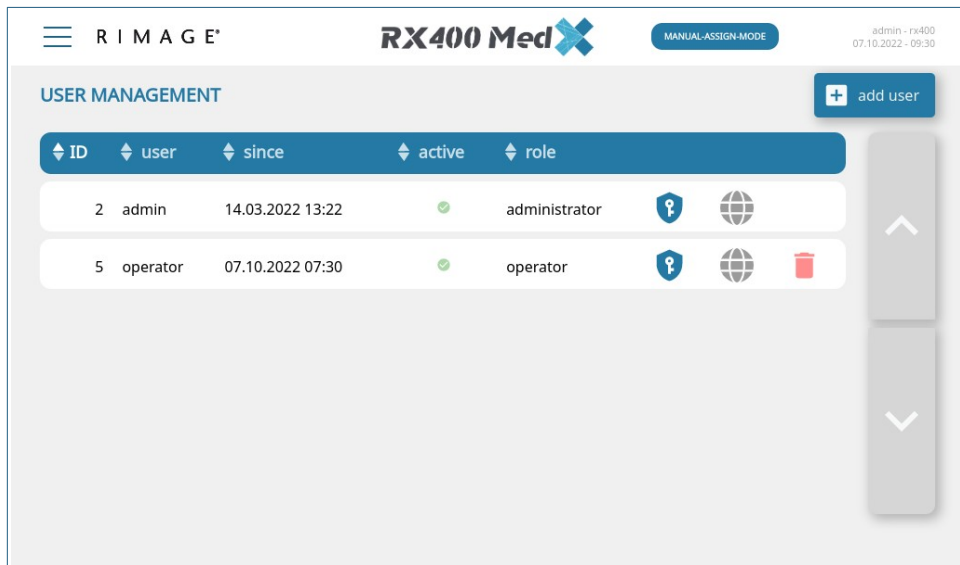 RIMAGE®
RX400 MedX
MANUAL-ASSIGN-MODE
admin - rx400
07.10.2022 - 09:30
USER MANAGEMENT
add user
ID user since active role
2 admin 14.03.2022 13:22 administrator
5 operator 07.10.2022 07:30 operator